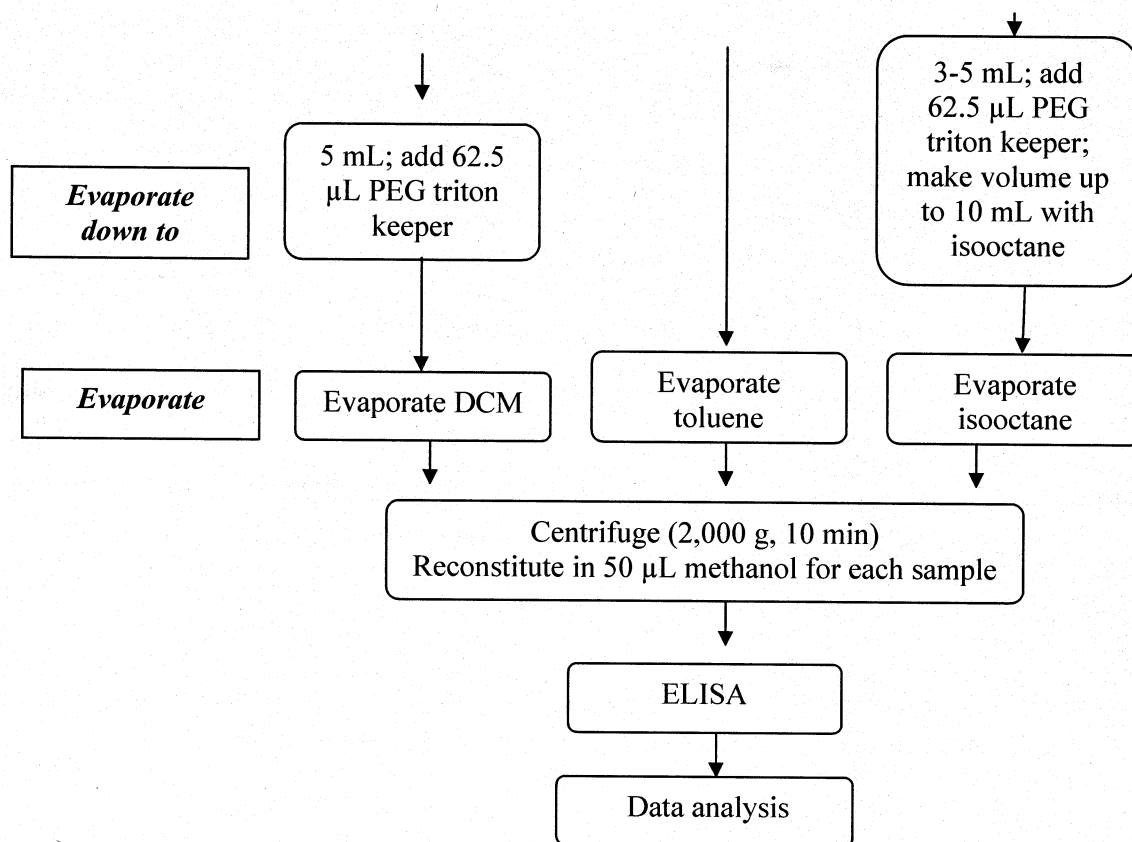 Evaporate
down to
5 mL; add 62.5
µL PEG triton
keeper
3-5 mL; add
62.5 µL PEG
triton keeper;
make volume up
to 10 mL with
isooctane
Evaporate
Evaporate DCM
Evaporate
toluene
Evaporate
isooctane
Centrifuge (2,000 g, 10 min)
Reconstitute in 50 µL methanol for each sample
ELISA
Data analysis